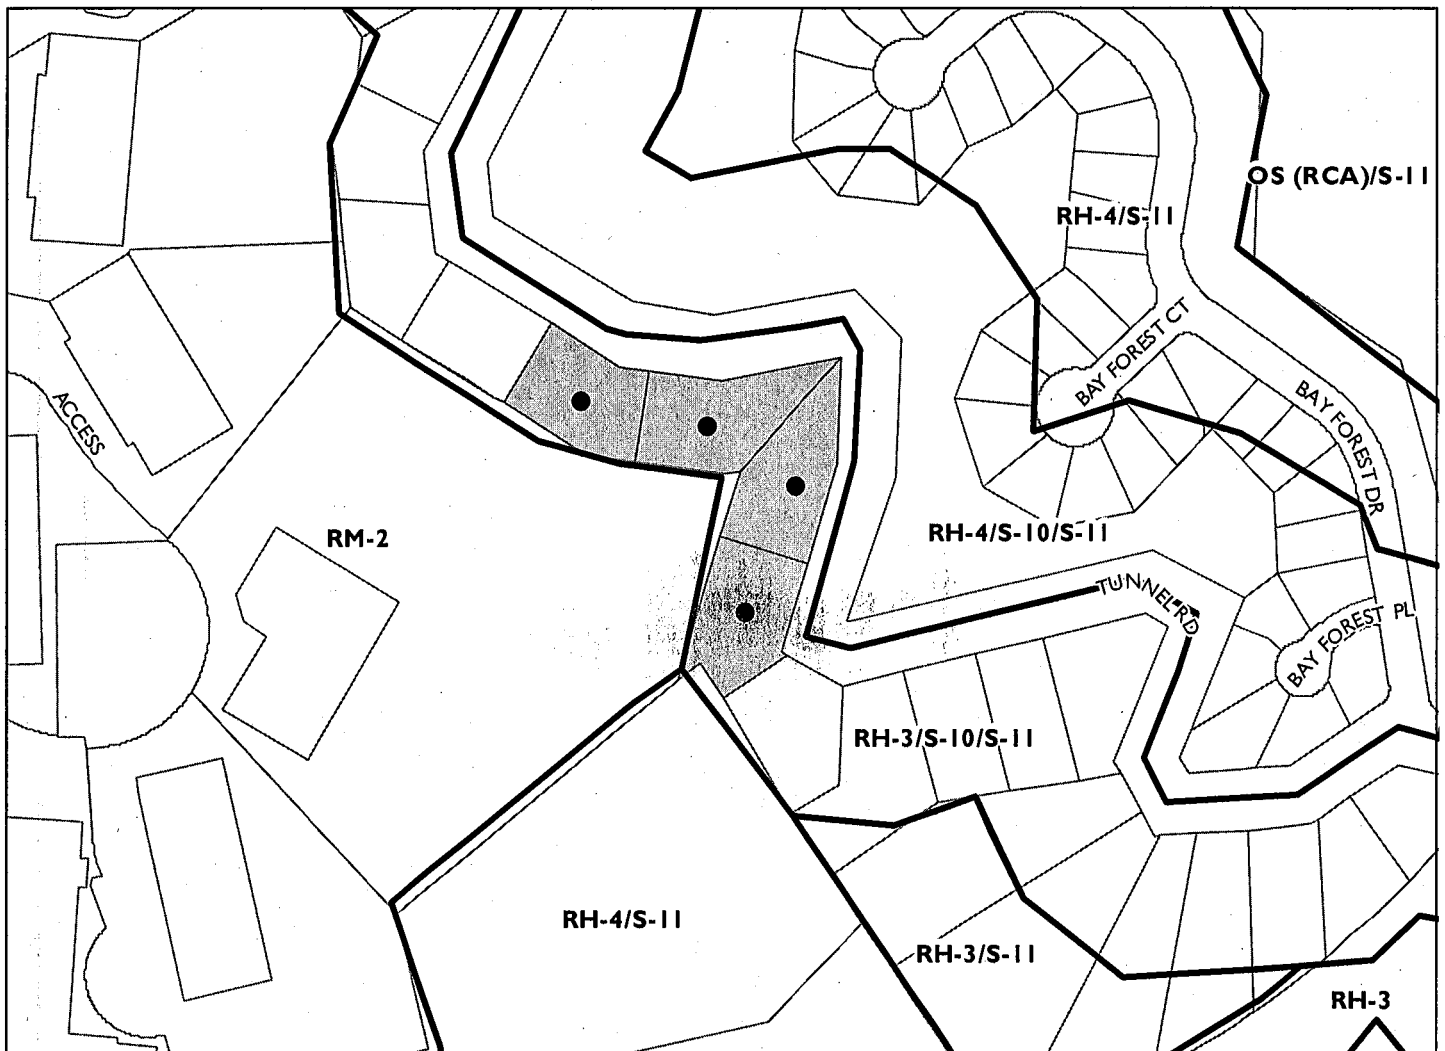 OS (RCA)/S-11
RH-4/S-11
BAY FOREST CT
BAY FOREST DR
ACCESS
RM-2
RH-4/S-10/S-11
TUNNEL RD
BAY FOREST PL
RH-3/S-10/S-11
RH-4/S-11
RH-3/S-11
RH-3